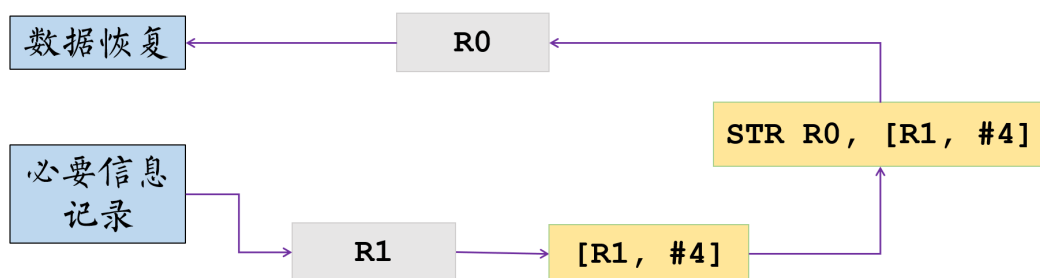 数据恢复
R0
STR R0, [R1, #4]
必要信息
记录
R1
[R1, #4]